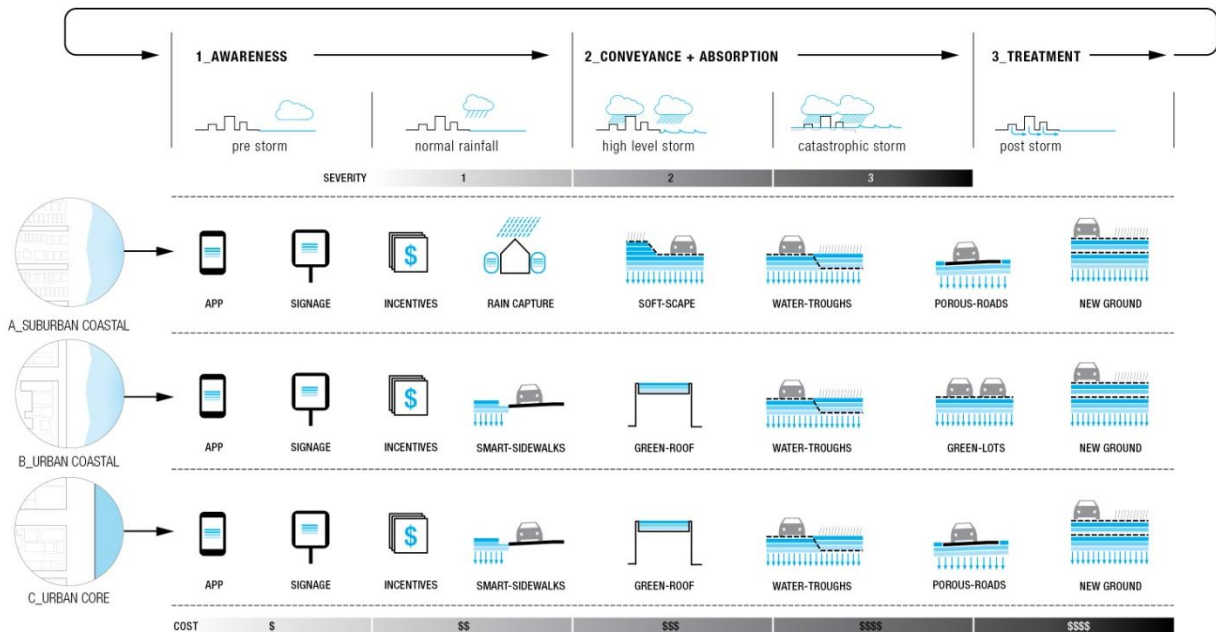 1_AWARENESS
2_CONVEYANCE + ABSORPTION
3_TREATMENT
pre storm
normal rainfall
high level storm
catastrophic storm
post storm
SEVERITY 1 2 3
$
APP SIGNAGE INCENTIVES RAIN CAPTURE SOFT-SCAPE WATER-TROUGHS POROUS-ROADS NEW GROUND
A_SUBURBAN COASTAL
$
APP SIGNAGE INCENTIVES SMART-SIDEWALKS GREEN-ROOF WATER-TROUGHS GREEN-LOTS NEW GROUND
B_URBAN COASTAL
$
APP SIGNAGE INCENTIVES SMART-SIDEWALKS GREEN-ROOF WATER-TROUGHS POROUS-ROADS NEW GROUND
C_URBAN CORE
COST $ $$ $$$ $$$$ $$$$